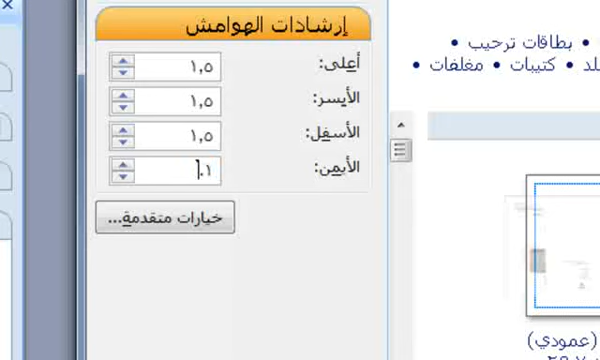 إرشادات الهوامش
أعلى: ١,٥
الأيسر: ١,٥
الأسفل: ١,٥
الأيمن: ١.
خيارات متقدمة...
• بطاقات ترحيب •
• كتيبات • مغلفات •
(عمودي)